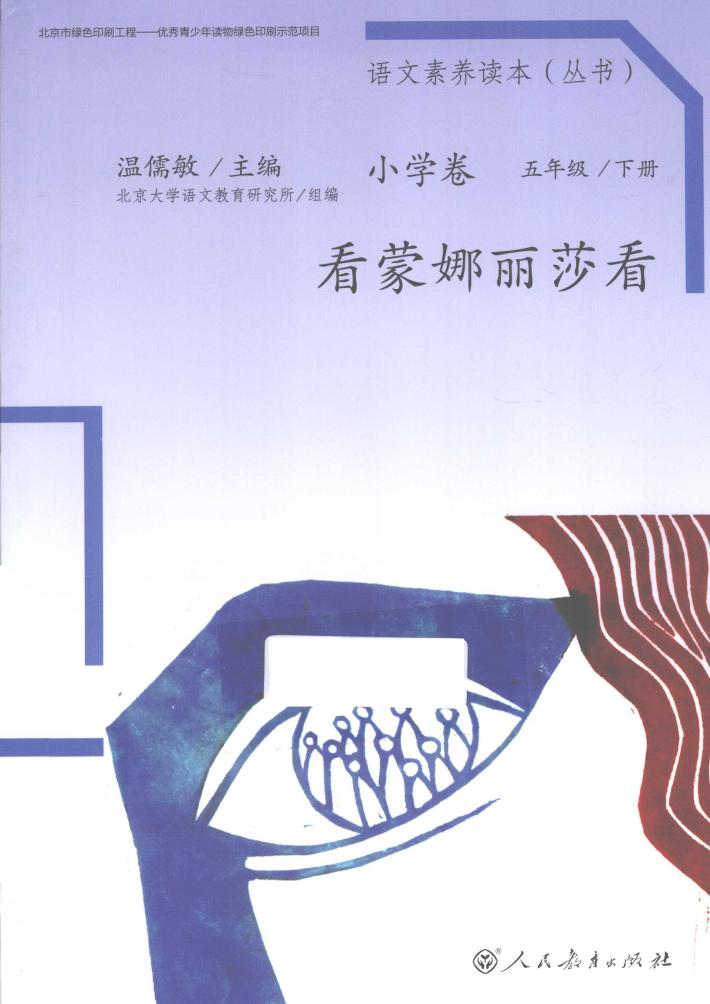 北京市绿色印刷工程——优秀青少年读物绿色印刷示范项目
语文素养读本（丛书）
温儒敏/主编 小学卷 五年级/下册
北京大学语文教育研究所/组编
看蒙娜丽莎看
人民教育出版社